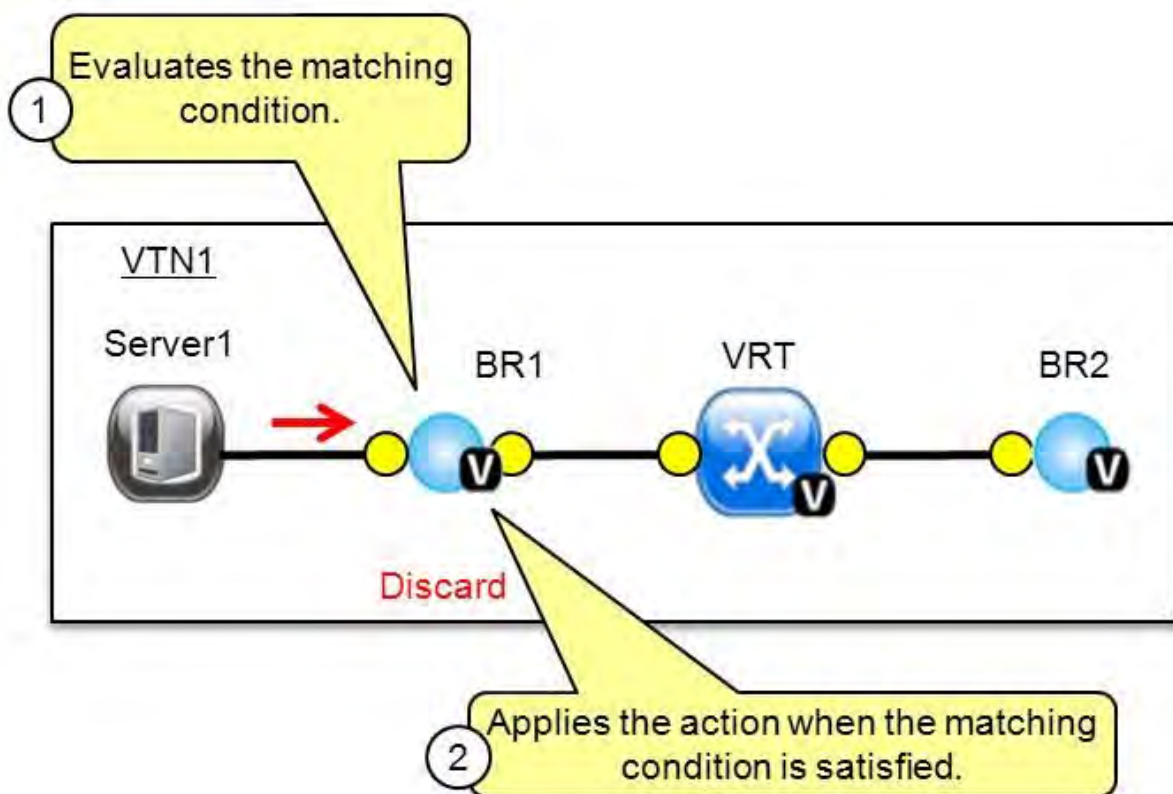 Evaluates the matching
condition.
1
VTN1
Server1
BR1
VRT
BR2
V
V
V
Discard
Applies the action when the matching
condition is satisfied.
2